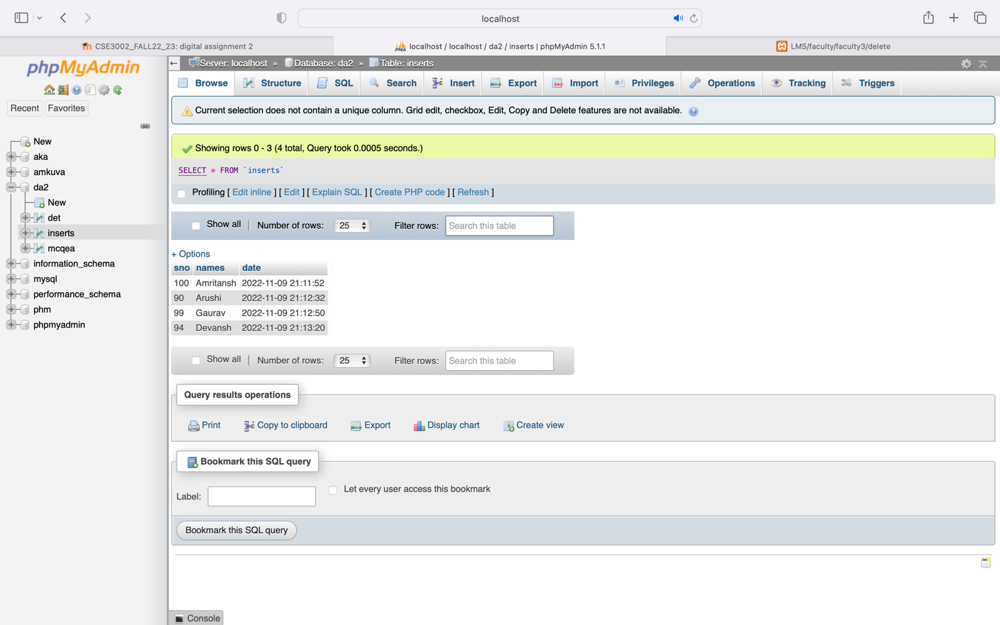 localhost
CSE3002_FALL22_23: digital assignment 2
localhost / localhost / da2 / inserts | phpMyAdmin 5.1.1
LMS/faculty/faculty3/delete
phpMyAdmin
Recent Favorites
New
aka
amkuva
da2
New
det
inserts
mcqea
information_schema
mysql
performance_schema
phm
phpmyadmin
Server: localhost » Database: da2 » Table: inserts
Browse Structure SQL Search Insert Export Import Privileges Operations Tracking Triggers
Current selection does not contain a unique column. Grid edit, checkbox, Edit, Copy and Delete features are not available.
Showing rows 0 - 3 (4 total, Query took 0.0005 seconds.)
SELECT * FROM `inserts`
Profiling [ Edit inline ] [ Edit ] [ Explain SQL ] [ Create PHP code ] [ Refresh ]
Show all | Number of rows: 25 Filter rows: Search this table
+ Options
sno names date
100 Amritansh 2022-11-09 21:11:52
90 Arushi 2022-11-09 21:12:32
99 Gaurav 2022-11-09 21:12:50
94 Devansh 2022-11-09 21:13:20
Show all | Number of rows: 25 Filter rows: Search this table
Query results operations
Print Copy to clipboard Export Display chart Create view
Bookmark this SQL query
Label: Let every user access this bookmark
Bookmark this SQL query
Console